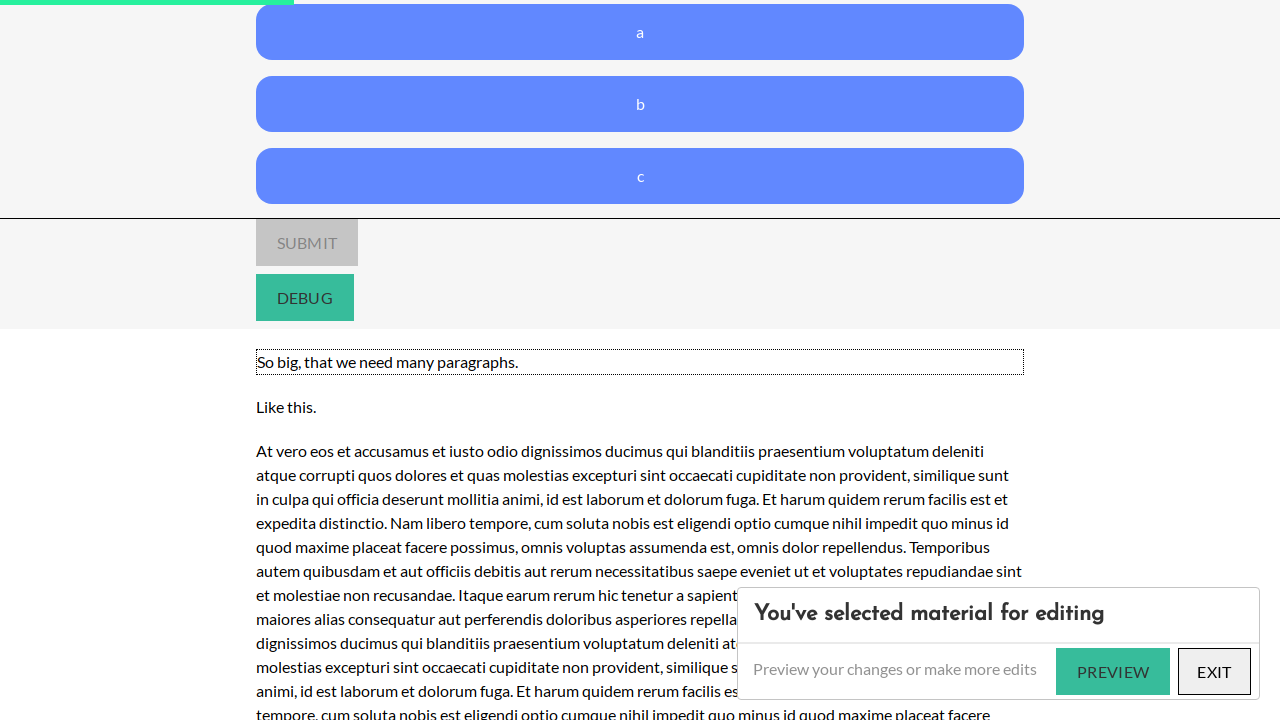 a
b
c
SUBMIT
DEBUG
So big, that we need many paragraphs.
Like this.
At vero eos et accusamus et iusto odio dignissimos ducimus qui blanditiis praesentium voluptatum deleniti
atque corrupti quos dolores et quas molestias excepturi sint occaecati cupiditate non provident, similique sunt
in culpa qui officia deserunt mollitia animi, id est laborum et dolorum fuga. Et harum quidem rerum facilis est et
expedita distinctio. Nam libero tempore, cum soluta nobis est eligendi optio cumque nihil impedit quo minus id
quod maxime placeat facere possimus, omnis voluptas assumenda est, omnis dolor repellendus. Temporibus
autem quibusdam et aut officiis debitis aut rerum necessitatibus saepe eveniet ut et voluptates repudiandae sint
et molestiae non recusandae. Itaque earum rerum hic tenetur a sapient
maiores alias consequatur aut perferendis doloribus asperiores repella
dignissimos ducimus qui blanditiis praesentium voluptatum deleniti
molestias excepturi sint occaecati cupiditate non provident, similique
animi, id est laborum et dolorum fuga. Et harum quidem rerum facilis
tempore, cum soluta nobis est eligendi optio cumque nihil impedit quo minus id quod maxime placeat facere
You've selected material for editing
Preview your changes or make more edits
PREVIEW
EXIT